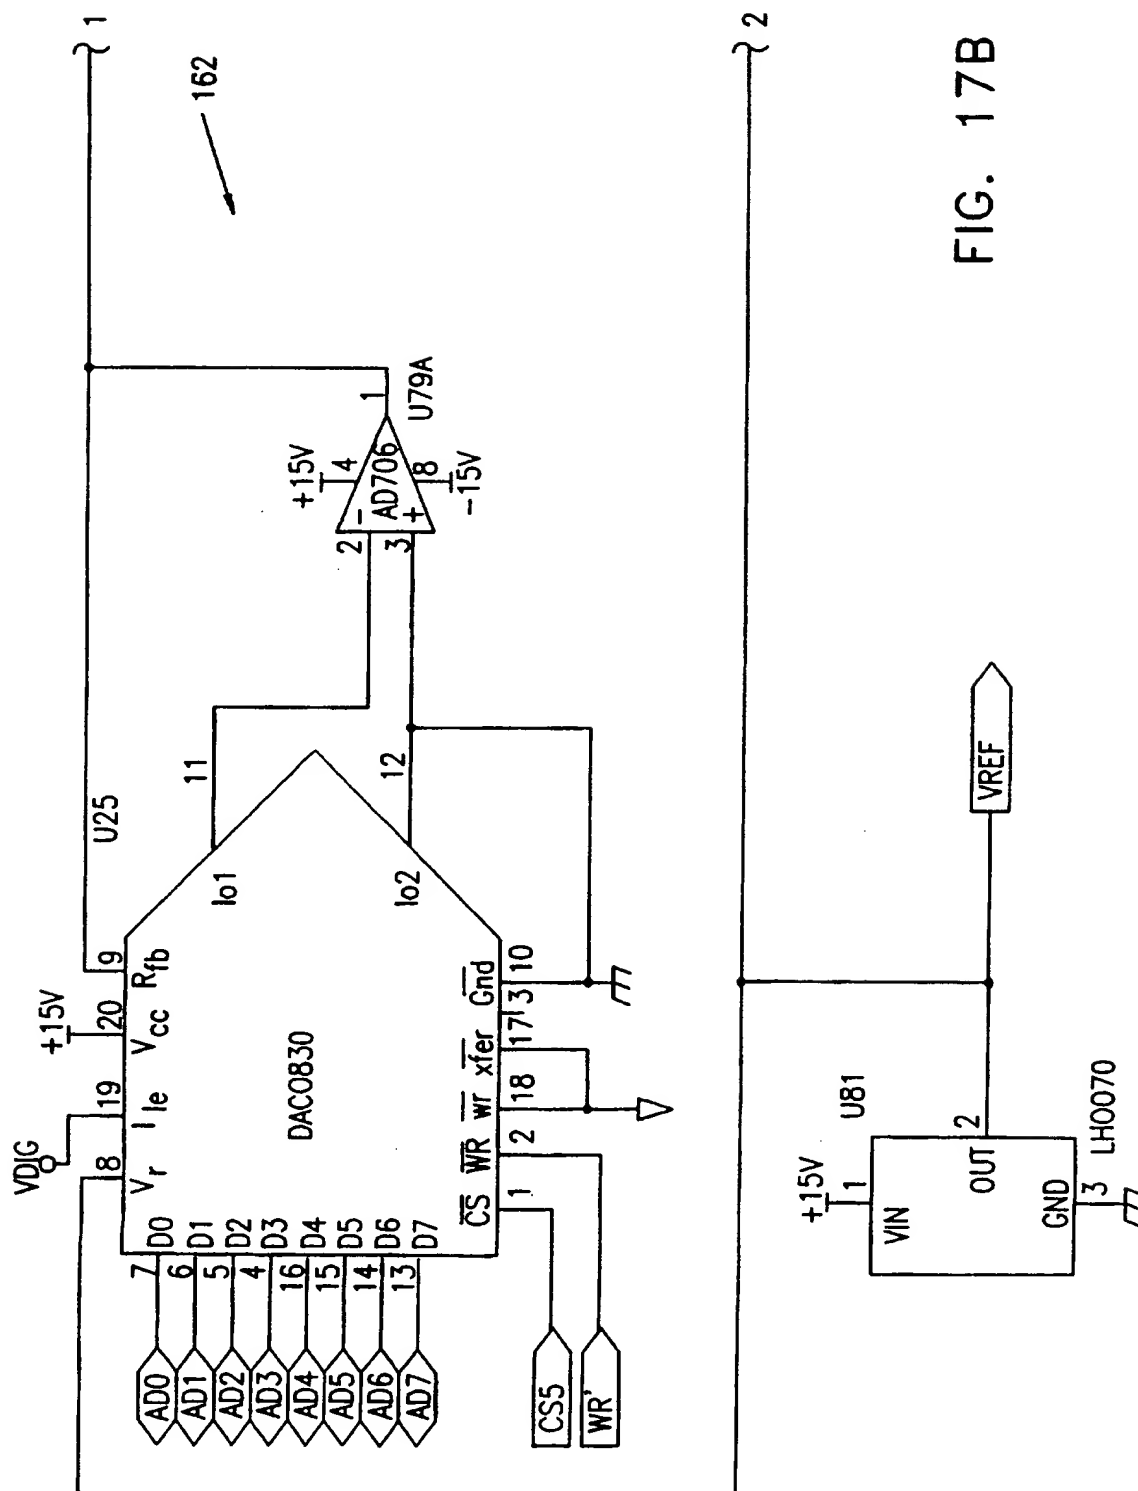 1
162
U25
VDIG
+15V
8
19
20
9
Vr
Ile
Vcc
Rfb
AD0
7
D0
AD1
6
D1
AD2
5
D2
AD3
4
D3
AD4
16
D4
AD5
15
D5
AD6
14
D6
AD7
13
D7
DAC0830
Io1
11
Io2
12
CS
WR
wr
xfer
Gnd
1
2
18
17
3
10
CS5
WR'
+15V
4
2
-
AD706
1
3
+
8
-15V
U79A
2
+15V
1
U81
VIN
OUT
2
GND
3
LH0070
VREF
FIG. 17B